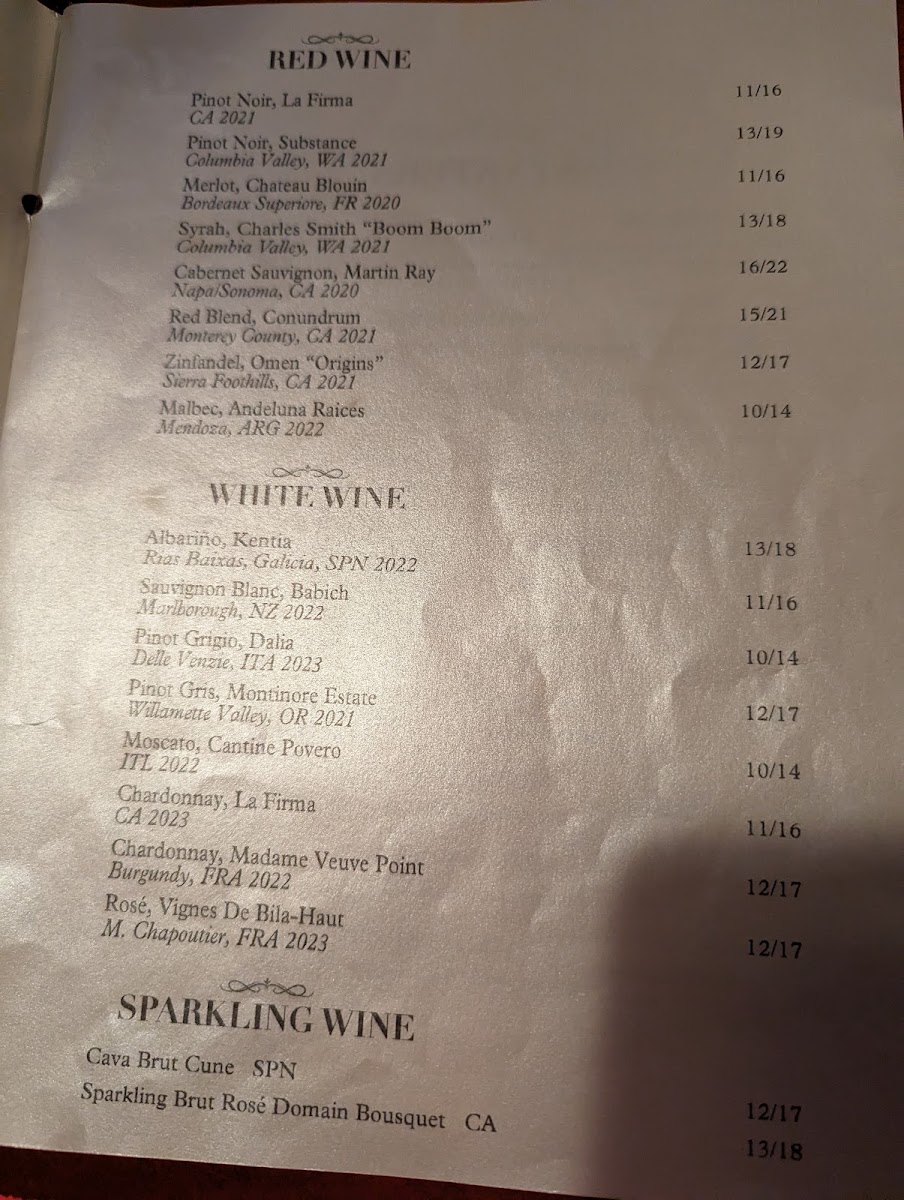 RED WINE
Pinot Noir, La Firma 11/16
CA 2021
Pinot Noir, Substance 13/19
Columbia Valley, WA 2021
Merlot, Chateau Blouin 11/16
Bordeaux Superiore, FR 2020
Syrah, Charles Smith “Boom Boom” 13/18
Columbia Valley, WA 2021
Cabernet Sauvignon, Martin Ray 16/22
Napa/Sonoma, CA 2020
Red Blend, Conundrum 15/21
Monterey County, CA 2021
Zinfandel, Omen “Origins” 12/17
Sierra Foothills, CA 2021
Malbec, Andeluna Raices 10/14
Mendoza, ARG 2022
WHITE WINE
Albariño, Kentia 13/18
Rias Baixas, Galicia, SPN 2022
Sauvignon Blanc, Babich 11/16
Marlborough, NZ 2022
Pinot Grigio, Dalia 10/14
Delle Venzie, ITA 2023
Pinot Gris, Montinore Estate 12/17
Willamette Valley, OR 2021
Moscato, Cantine Povero 10/14
ITL 2022
Chardonnay, La Firma 11/16
CA 2023
Chardonnay, Madame Veuve Point 12/17
Burgundy, FRA 2022
Rosé, Vignes De Bila-Haut 12/17
M. Chapoutier, FRA 2023
SPARKLING WINE
Cava Brut Cune SPN 12/17
Sparkling Brut Rosé Domain Bousquet CA 13/18